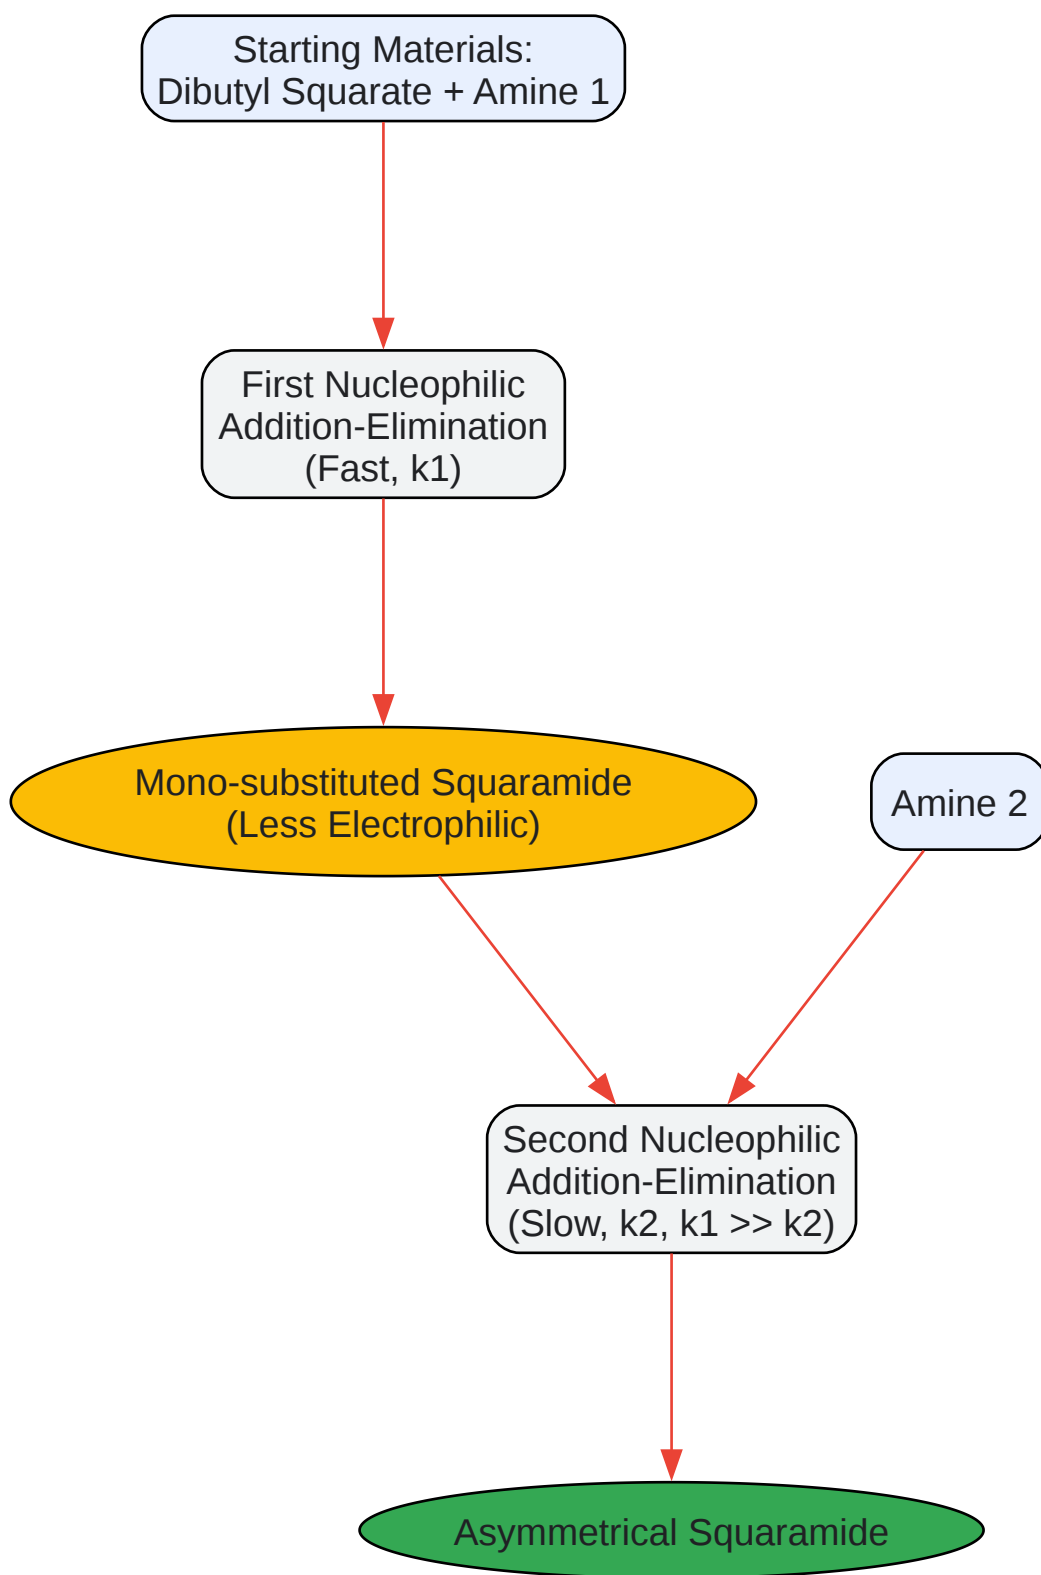 Starting Materials:
Dibutyl Squarate + Amine 1
First Nucleophilic
Addition-Elimination
(Fast, k1)
Mono-substituted Squaramide
(Less Electrophilic)
Amine 2
Second Nucleophilic
Addition-Elimination
(Slow, k2, k1 >> k2)
Asymmetrical Squaramide